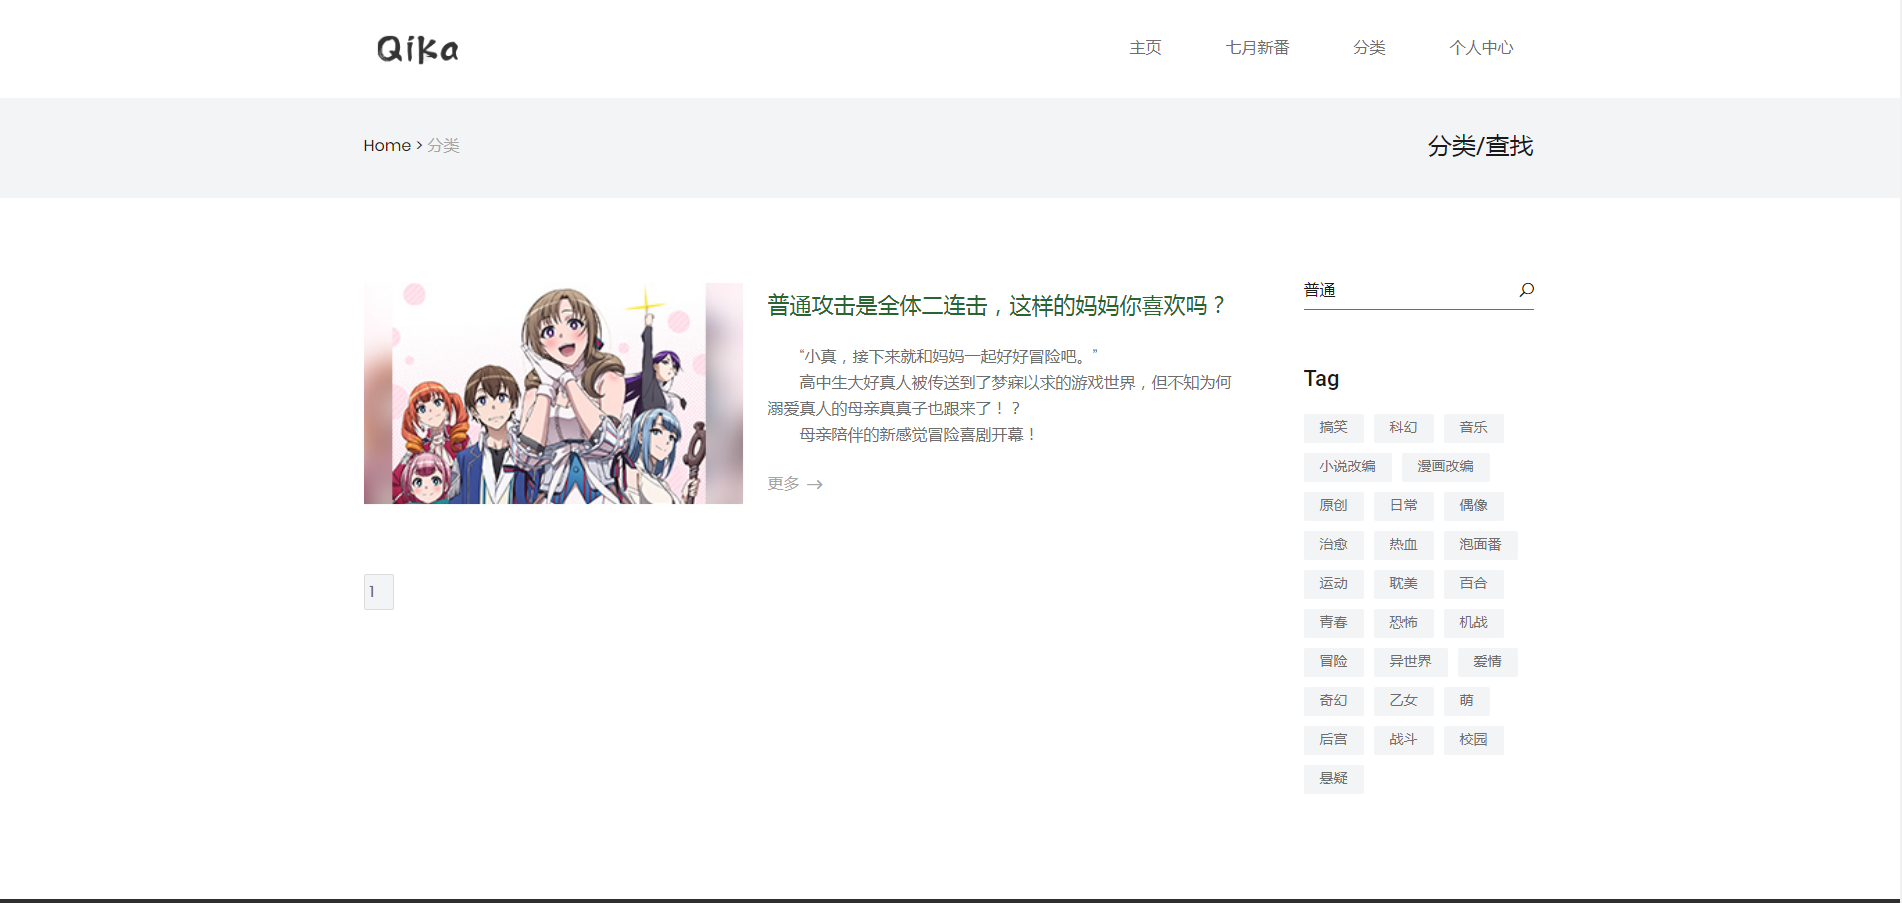 Qika
主页 七月新番 分类 个人中心
Home > 分类
分类/查找
普通攻击是全体二连击，这样的妈妈你喜欢吗？
“小真，接下来就和妈妈一起好好冒险吧。”
高中生大好真人被传送到了梦寐以求的游戏世界，但不知为何
溺爱真人的母亲真真子也跟来了！？
母亲陪伴的新感觉冒险喜剧开幕！
更多 →
1
普通
Tag
搞笑 科幻 音乐
小说改编 漫画改编
原创 日常 偶像
治愈 热血 泡面番
运动 耽美 百合
青春 恐怖 机战
冒险 异世界 爱情
奇幻 乙女 萌
后宫 战斗 校园
悬疑